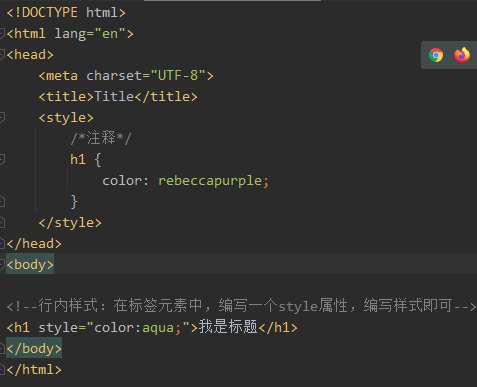 <!DOCTYPE html>
<html lang="en">
<head>
    <meta charset="UTF-8">
    <title>Title</title>
    <style>
        /*注释*/
        h1 {
            color: rebeccapurple;
        }
    </style>
</head>
<body>
<!--行内样式：在标签元素中，编写一个style属性，编写样式即可-->
<h1 style="color:aqua;">我是标题</h1>
</body>
</html>